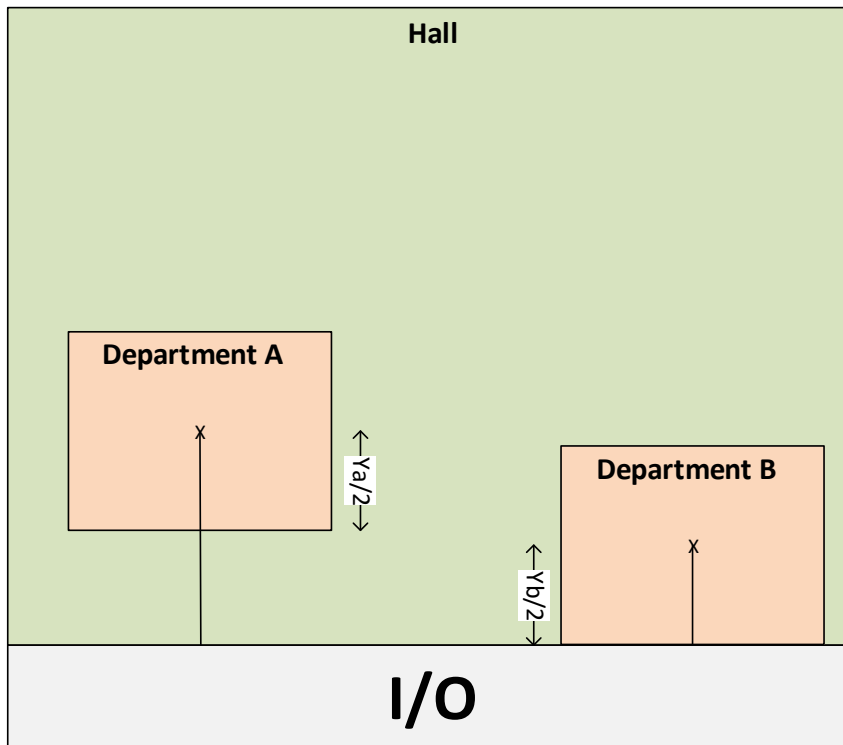 Hall
Department A
X
Ya/2
Department B
X
Yb/2
I/O